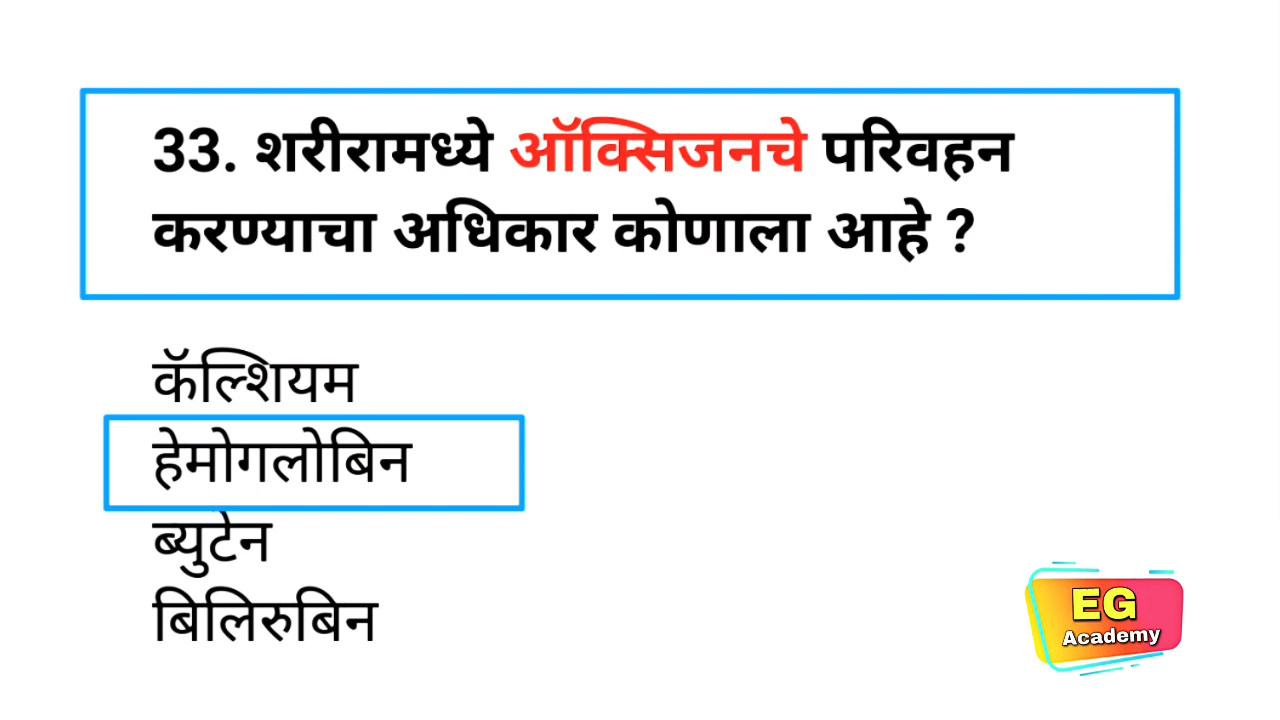 33. शरीरामध्ये ऑक्सिजनचे परिवहन
करण्याचा अधिकार कोणाला आहे ?
कॅल्शियम
हेमोगलोबिन
ब्युटेन
बिलिरुबिन
EG
Academy